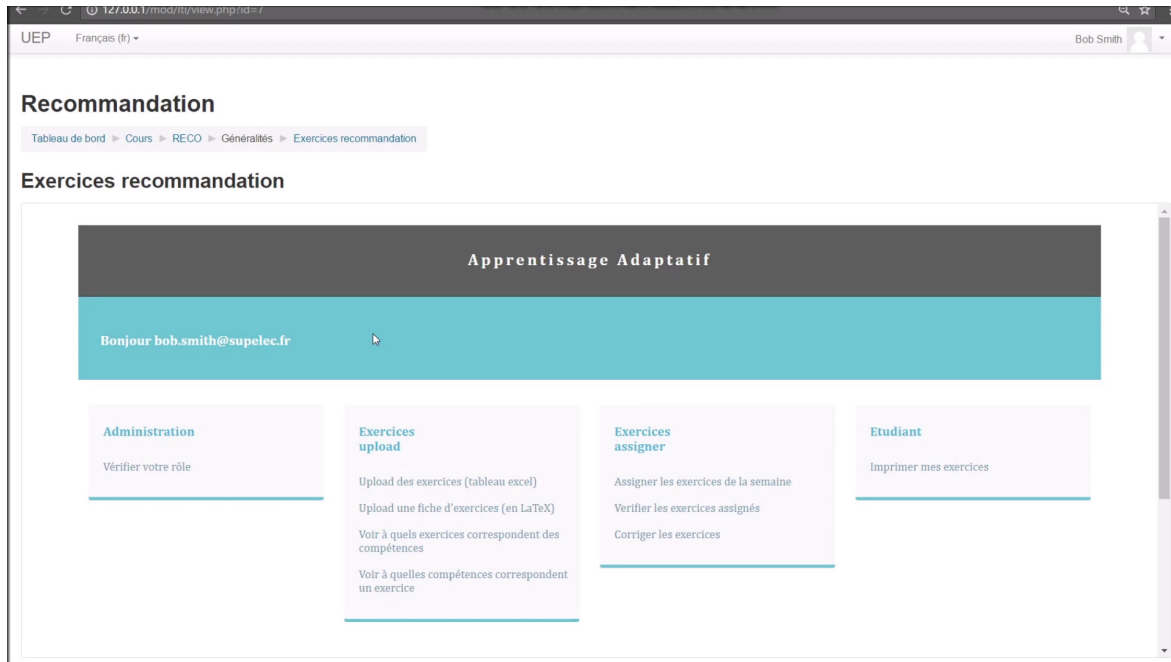 127.0.0.1/mod/lti/view.php?id=7
UEP Français (fr) Bob Smith
Recommandation
Tableau de bord ► Cours ► RECO ► Généralités ► Exercices recommandation
Exercices recommandation
Apprentissage Adaptatif
Bonjour bob.smith@supelec.fr
Administration
Vérifier votre rôle
Exercices
upload
Upload des exercices (tableau excel)
Upload une fiche d'exercices (en LaTeX)
Voir à quels exercices correspondent des
compétences
Voir à quelles compétences correspondent
un exercice
Exercices
assigner
Assigner les exercices de la semaine
Verifier les exercices assignés
Corriger les exercices
Etudiant
Imprimer mes exercices